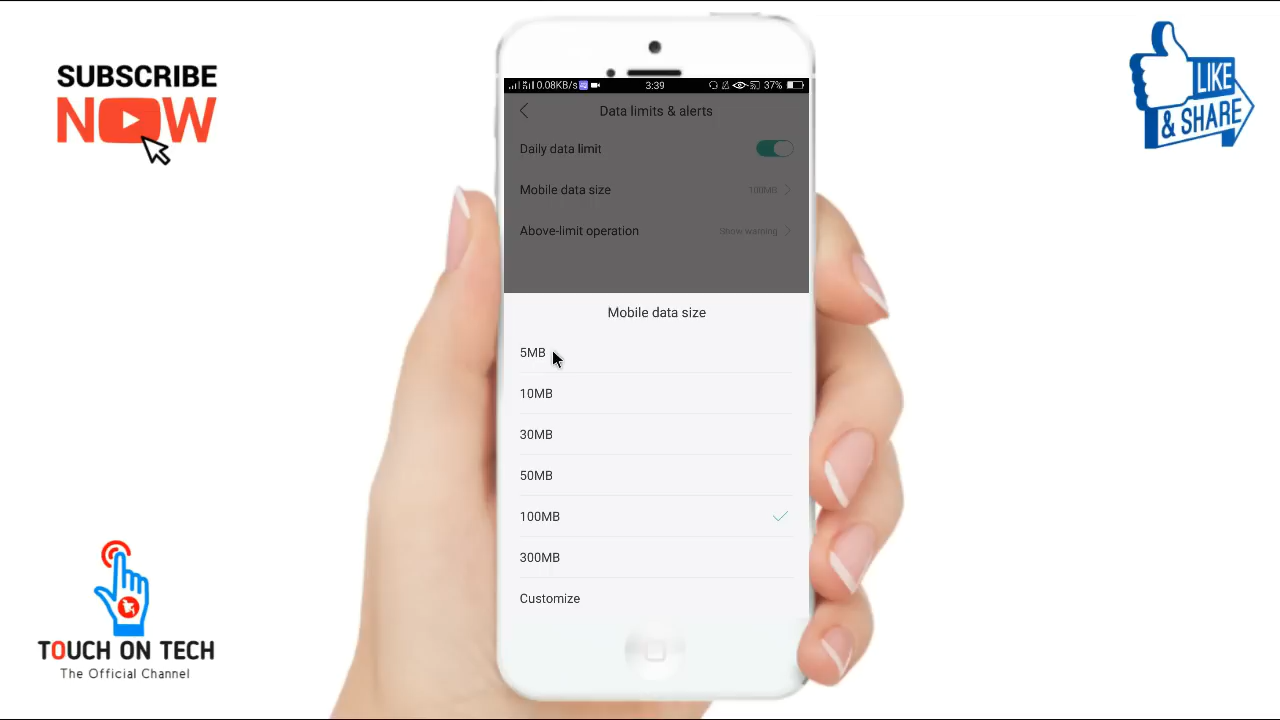 SUBSCRIBE
NOW
LIKE
& SHARE
0.08KB/s
3:39
37%
Data limits & alerts
Daily data limit
Mobile data size
100MB
Above-limit operation
Show warning
Mobile data size
5MB
10MB
30MB
50MB
100MB
300MB
Customize
TOUCH ON TECH
The Official Channel